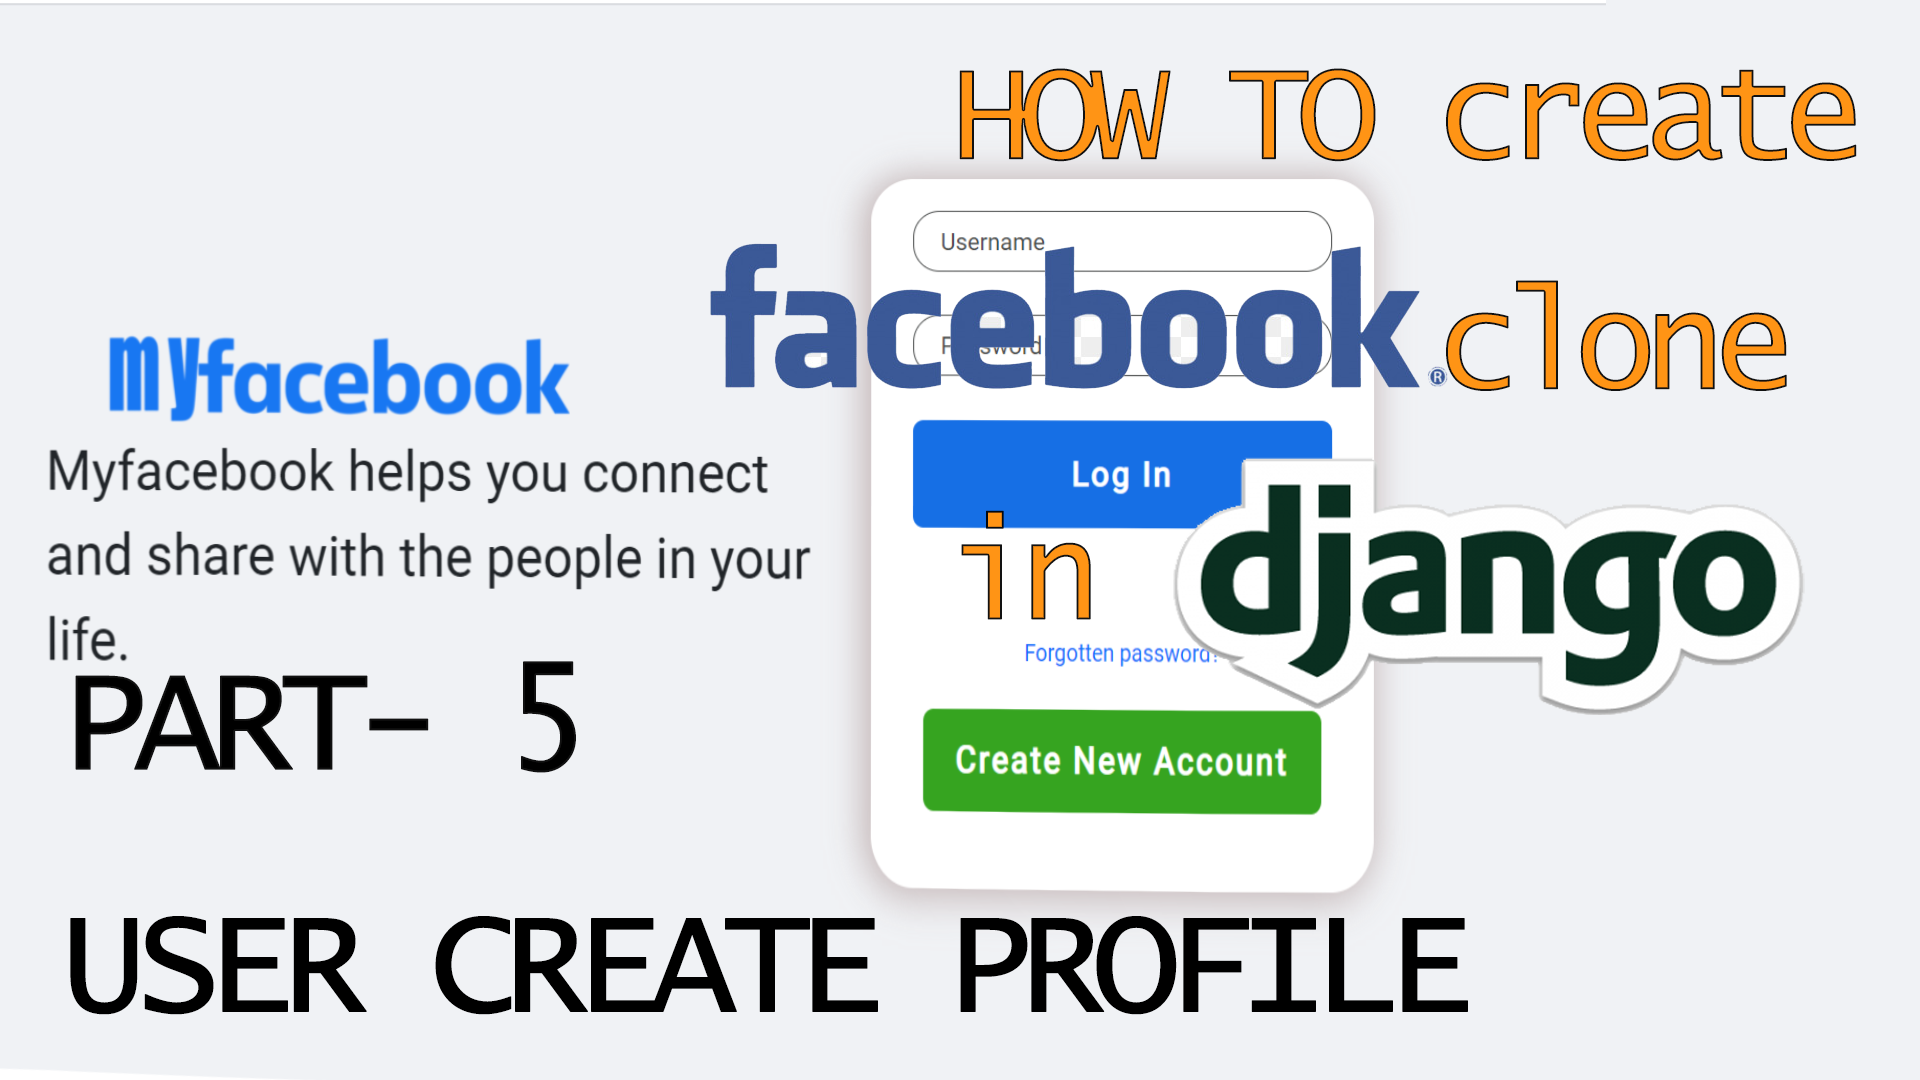 HOW TO create
facebook® clone
in django
myfacebook
Myfacebook helps you connect
and share with the people in your
life.
Username
Password
Log In
Forgotten password?
Create New Account
PART- 5
USER CREATE PROFILE